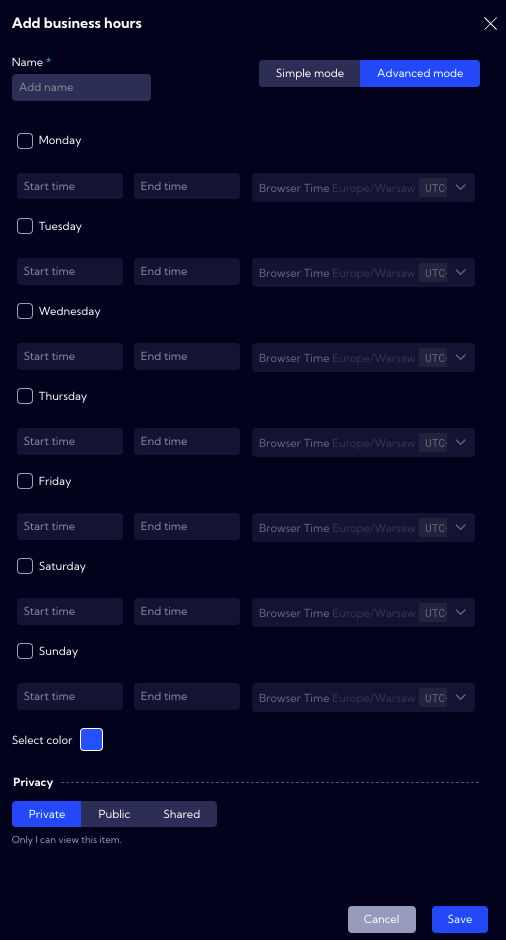 Add business hours
Name *
Add name
Simple mode Advanced mode
Monday
Start time End time Browser Time Europe/Warsaw UTC
Tuesday
Start time End time Browser Time Europe/Warsaw UTC
Wednesday
Start time End time Browser Time Europe/Warsaw UTC
Thursday
Start time End time Browser Time Europe/Warsaw UTC
Friday
Start time End time Browser Time Europe/Warsaw UTC
Saturday
Start time End time Browser Time Europe/Warsaw UTC
Sunday
Start time End time Browser Time Europe/Warsaw UTC
Select color
Privacy
Private Public Shared
Only I can view this item.
Cancel Save